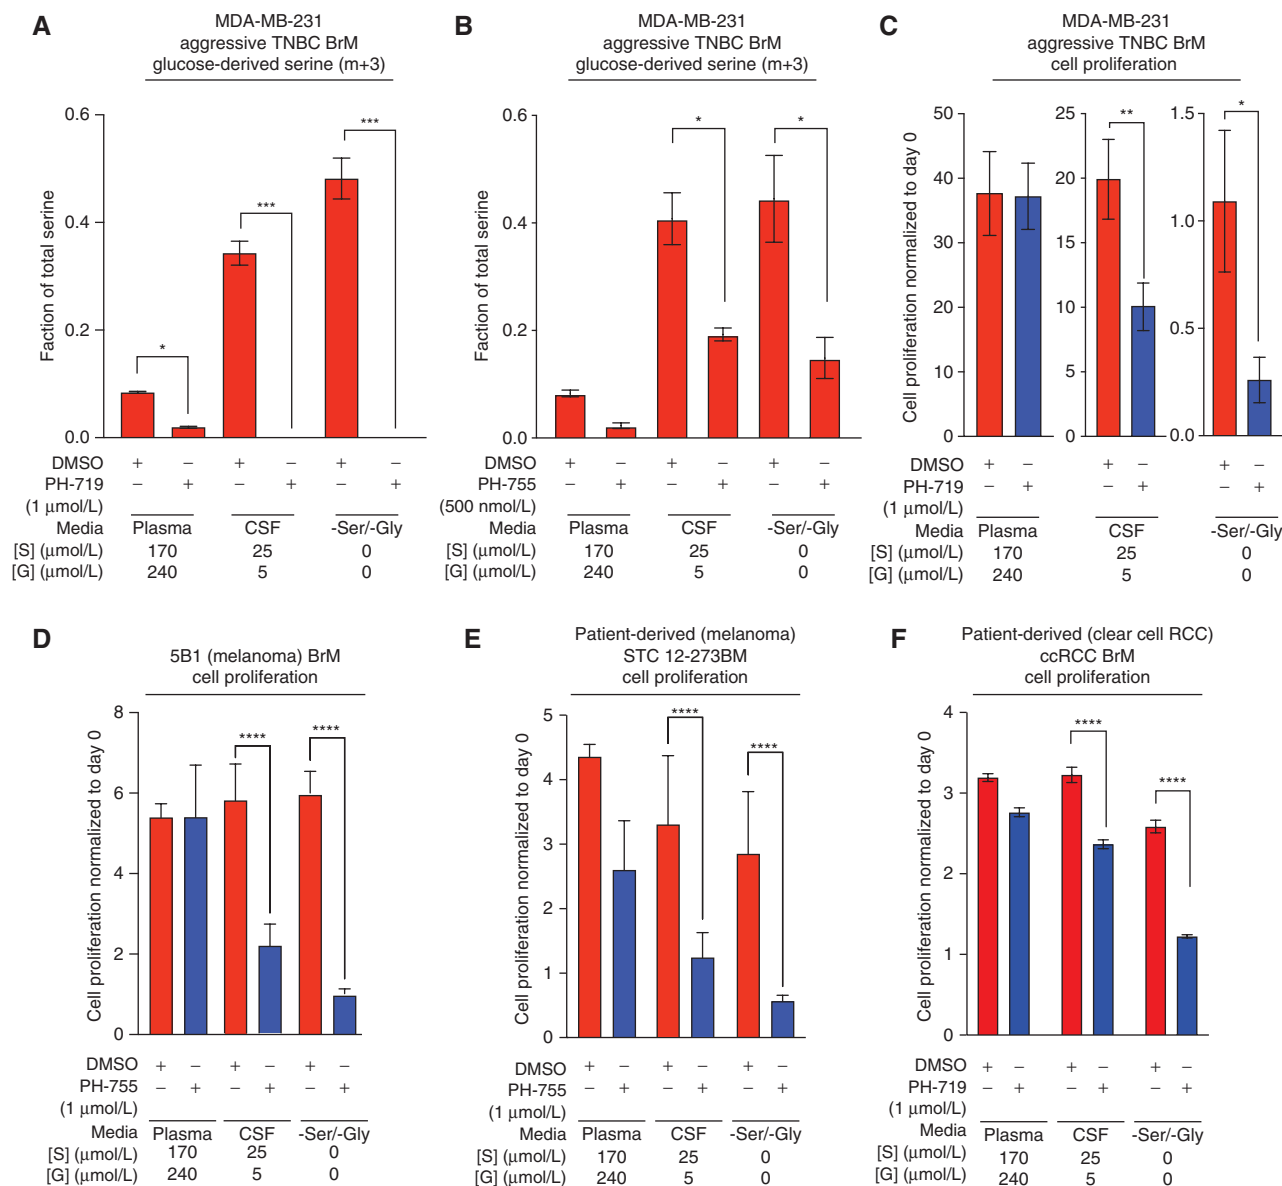 A
MDA-MB-231
aggressive TNBC BrM
glucose-derived serine (m+3)
Faction of total serine
0.6
0.4
0.2
0.0
*
***
***
DMSO + – + – + –
PH-719 – + – + – +
(1 μmol/L)
Media Plasma CSF -Ser/-Gly
[S] (μmol/L) 170 25 0
[G] (μmol/L) 240 5 0
B
MDA-MB-231
aggressive TNBC BrM
glucose-derived serine (m+3)
Faction of total serine
0.6
0.4
0.2
0.0
*
*
DMSO + – + – + –
PH-755 – + – + – +
(500 nmol/L)
Media Plasma CSF -Ser/-Gly
[S] (μmol/L) 170 25 0
[G] (μmol/L) 240 5 0
C
MDA-MB-231
aggressive TNBC BrM
cell proliferation
Cell proliferation normalized to day 0
50
40
30
20
10
0
25
20
15
10
5
0
**
1.5
1.0
0.5
0.0
*
DMSO + – + – + –
PH-719 – + – + – +
(1 μmol/L)
Media Plasma CSF -Ser/-Gly
[S] (μmol/L) 170 25 0
[G] (μmol/L) 240 5 0
D
5B1 (melanoma) BrM
cell proliferation
Cell proliferation normalized to day 0
8
6
4
2
0
****
****
DMSO + – + – + –
PH-755 – + – + – +
(1 μmol/L)
Media Plasma CSF -Ser/-Gly
[S] (μmol/L) 170 25 0
[G] (μmol/L) 240 5 0
E
Patient-derived (melanoma)
STC 12-273BM
cell proliferation
Cell proliferation normalized to day 0
5
4
3
2
1
0
****
****
DMSO + – + – + –
PH-755 – + – + – +
(1 μmol/L)
Media Plasma CSF -Ser/-Gly
[S] (μmol/L) 170 25 0
[G] (μmol/L) 240 5 0
F
Patient-derived (clear cell RCC)
ccRCC BrM
cell proliferation
Cell proliferation normalized to day 0
4
3
2
1
0
****
****
DMSO + – + – + –
PH-719 – + – + – +
(1 μmol/L)
Media Plasma CSF -Ser/-Gly
[S] (μmol/L) 170 25 0
[G] (μmol/L) 240 5 0